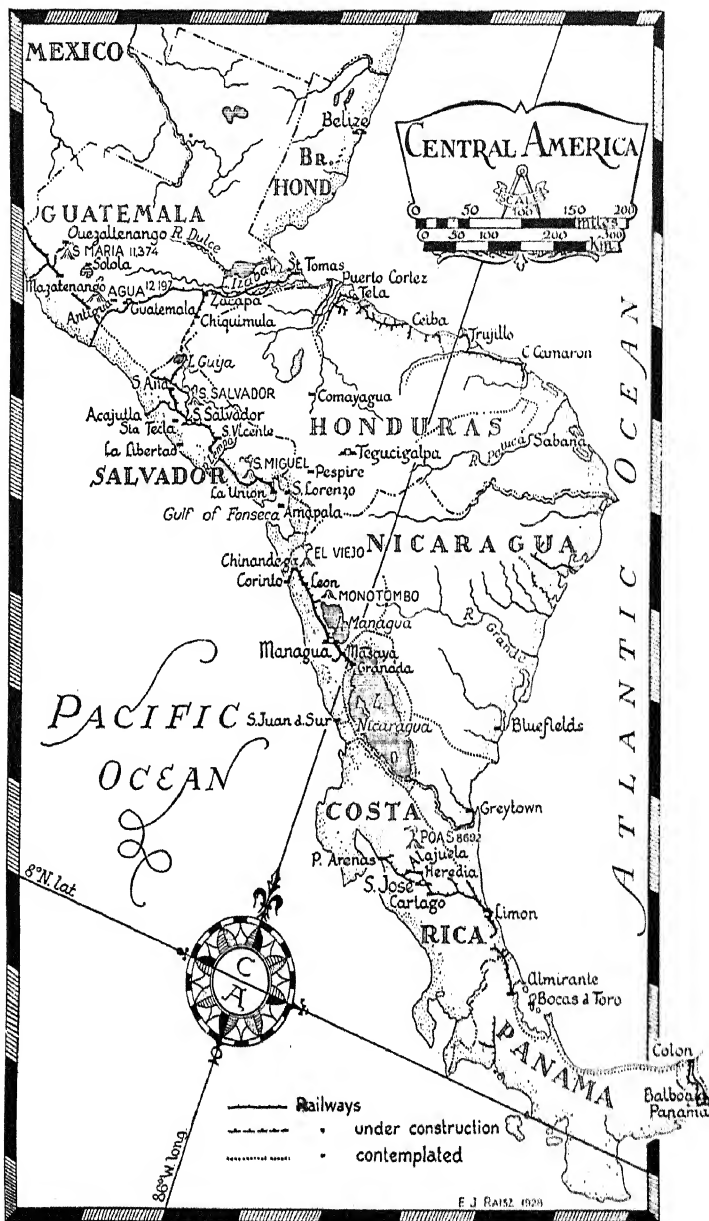 MEXICO
Belize
BR.
HOND.
CENTRAL AMERICA
SCALE
0 50 100 150 200
miles
0 50 100 200 300
km.
GUATEMALA
Quezaltenango
R. Dulce
S MARIA 11,374
Solola
L. Izabal
St. Tomas
Puerto Cortez
Tela
Mazatenango
AGUA 12 197
Antigua
Guatemala
Zacapa
Chiquimula
Ceiba
Trujillo
C Camarun
L. Guija
S Ana
S. SALVADOR
Comayagua
HONDURAS
Acajutla
S. Salvador
Sta Tecla
S Vicente
Tegucigalpa
R Patuca
Sabana
La Libertad
R Lempa
S. MIGUEL
Pespire
SALVADOR
La Union
S. Lorenzo
Amapala
Gulf of Fonseca
NICARAGUA
EL VIEJO
Chinandega
Corinto
Leon
MONOTOMBO
Managua
R Grande
Managua
Masaya
Granada
PACIFIC
OCEAN
ATLANTIC OCEAN
S. Juan d. Sur
L.
Nicaragua
Bluefields
COSTA
Greytown
POAS 8692
P. Arenas
Lajuela
Heredia
S. José
Cartago
Limon
RICA
8°N. lat.
C
A
Almirante
Bocas d Toro
PANAMA
Colon
Balboa
Panama
Railways
" under construction
" contemplated
86°W. long.
E J RAISZ 1928